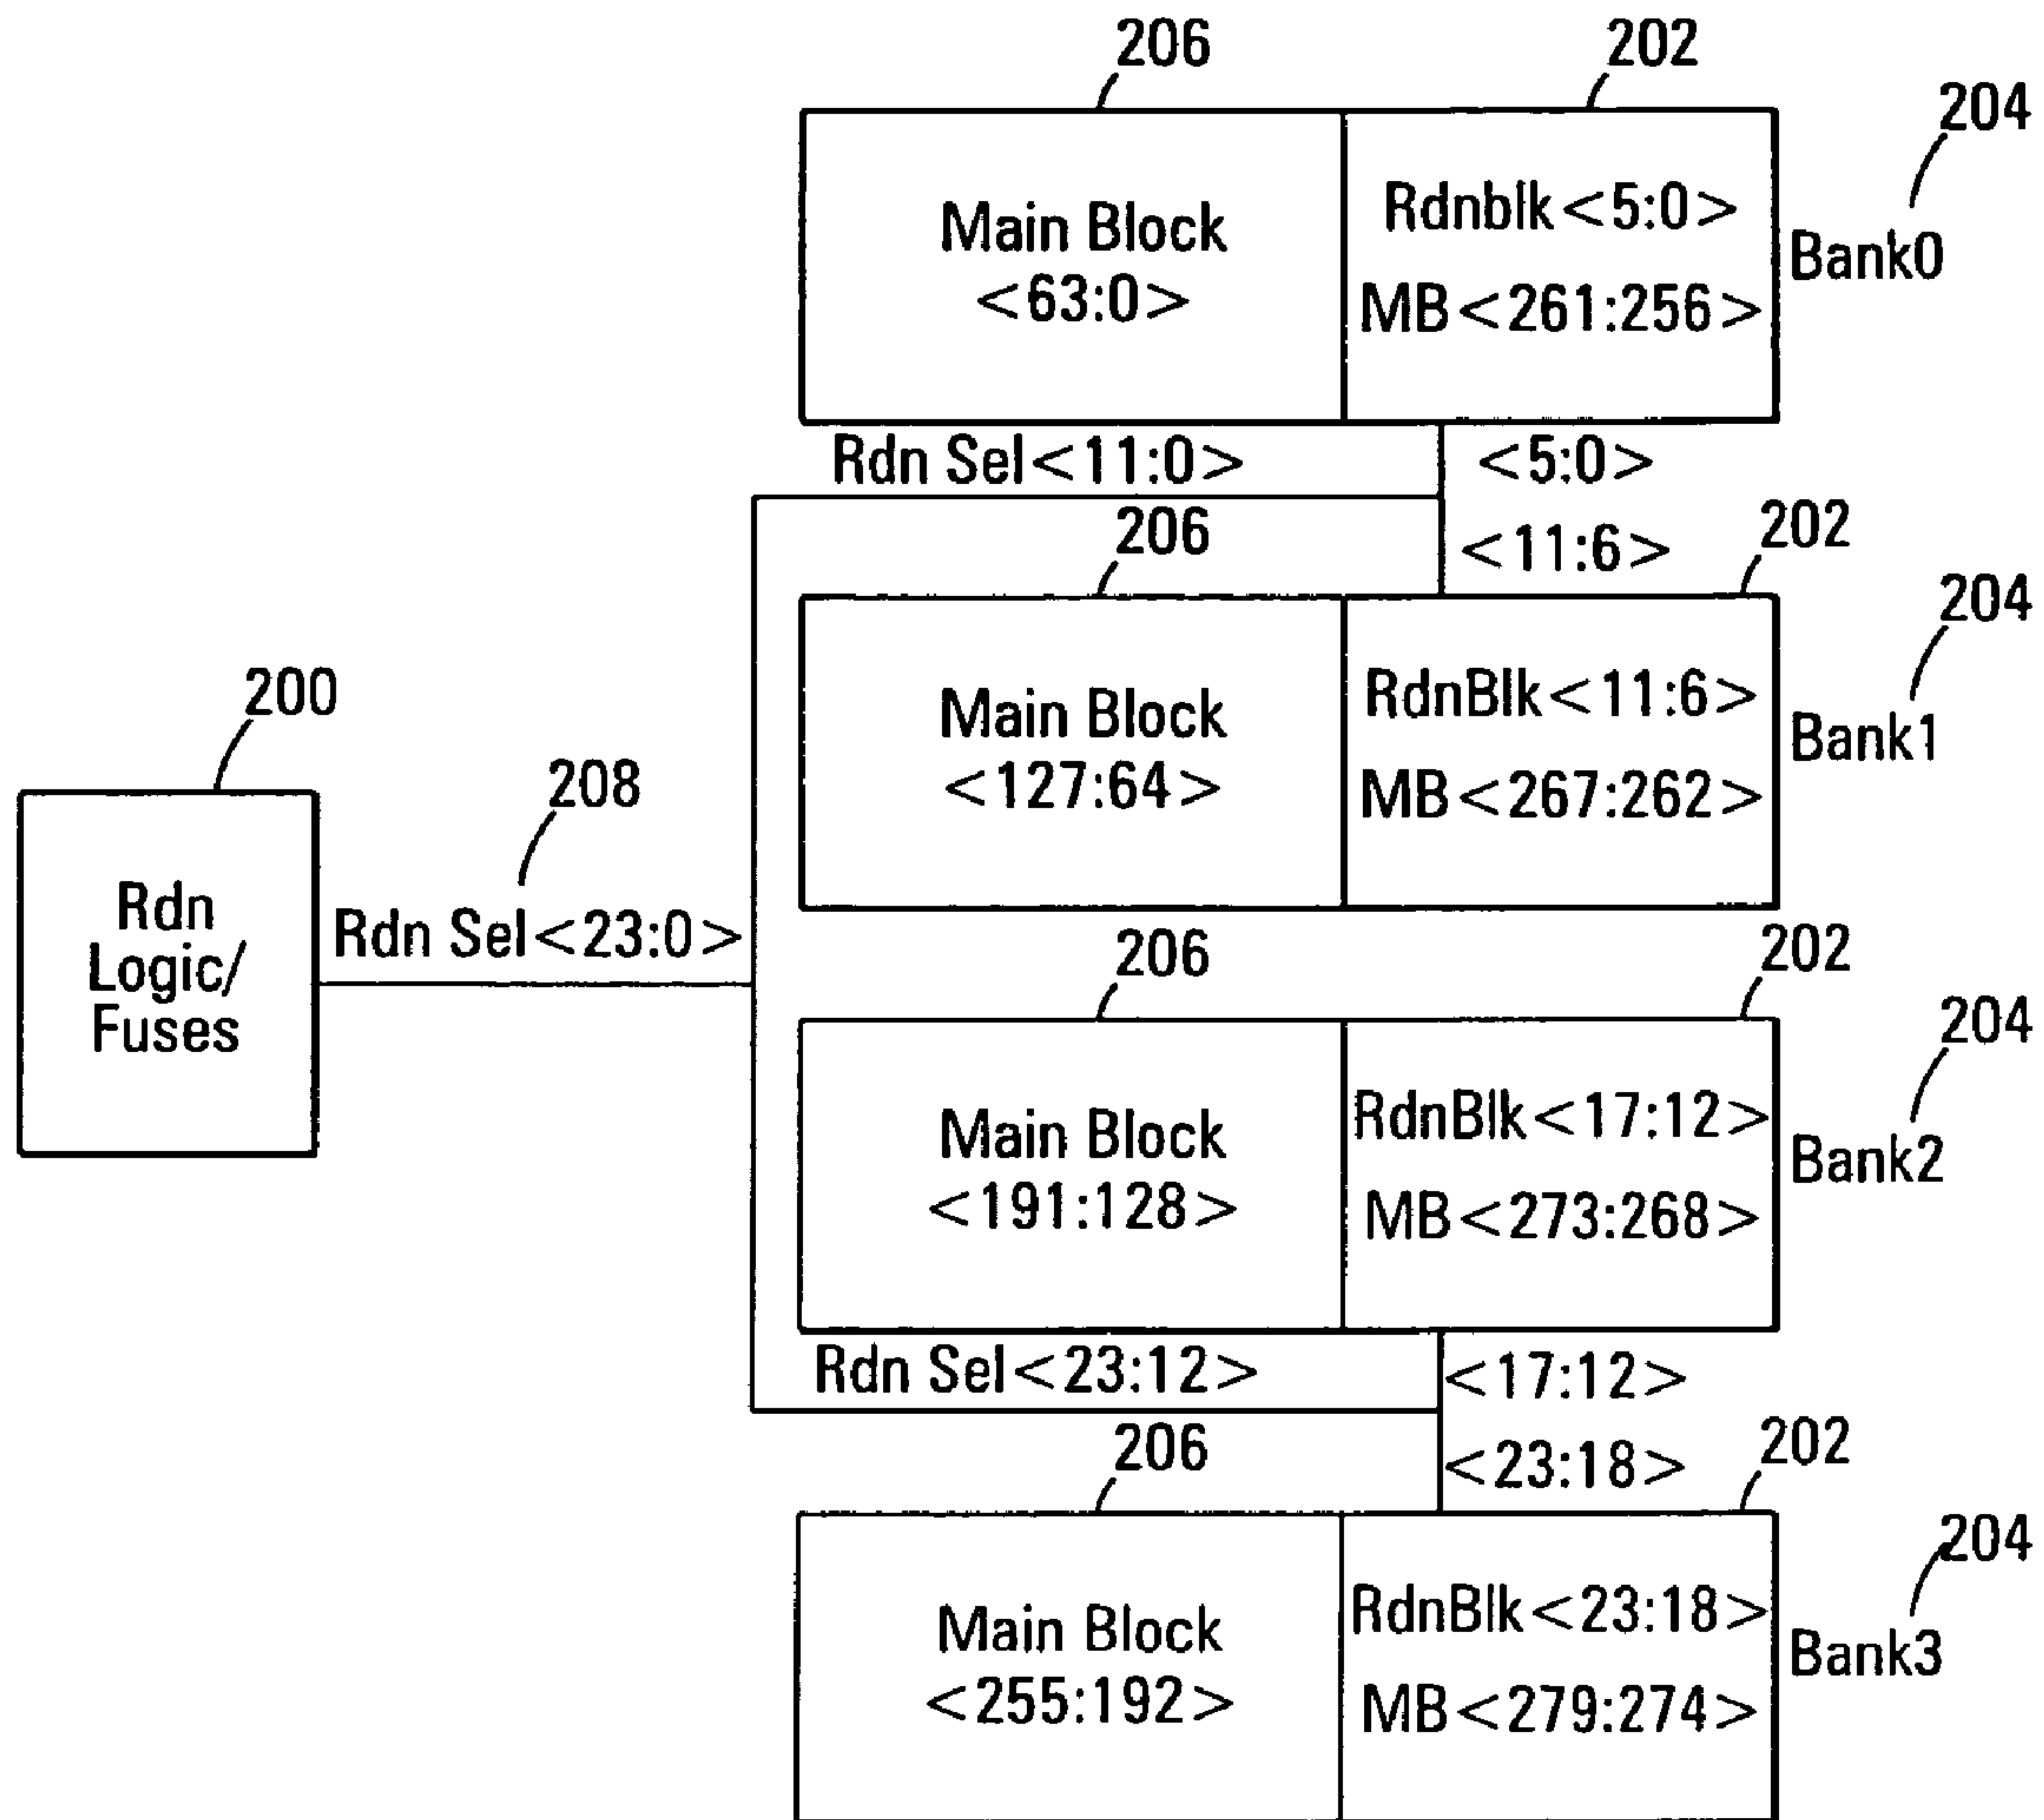 206 202
204
Main Block
<63:0>
Rdnblk<5:0>
MB<261:256>
Bank0
Rdn Sel<11:0> <5:0>
206 <11:6> 202
204
Main Block
<127:64>
RdnBlk<11:6>
MB<267:262>
Bank1
200
208
Rdn
Logic/
Fuses
Rdn Sel<23:0>
206 202
204
Main Block
<191:128>
RdnBlk<17:12>
MB<273:268>
Bank2
Rdn Sel<23:12> <17:12>
206 <23:18> 202
204
Main Block
<255:192>
RdnBlk<23:18>
MB<279:274>
Bank3